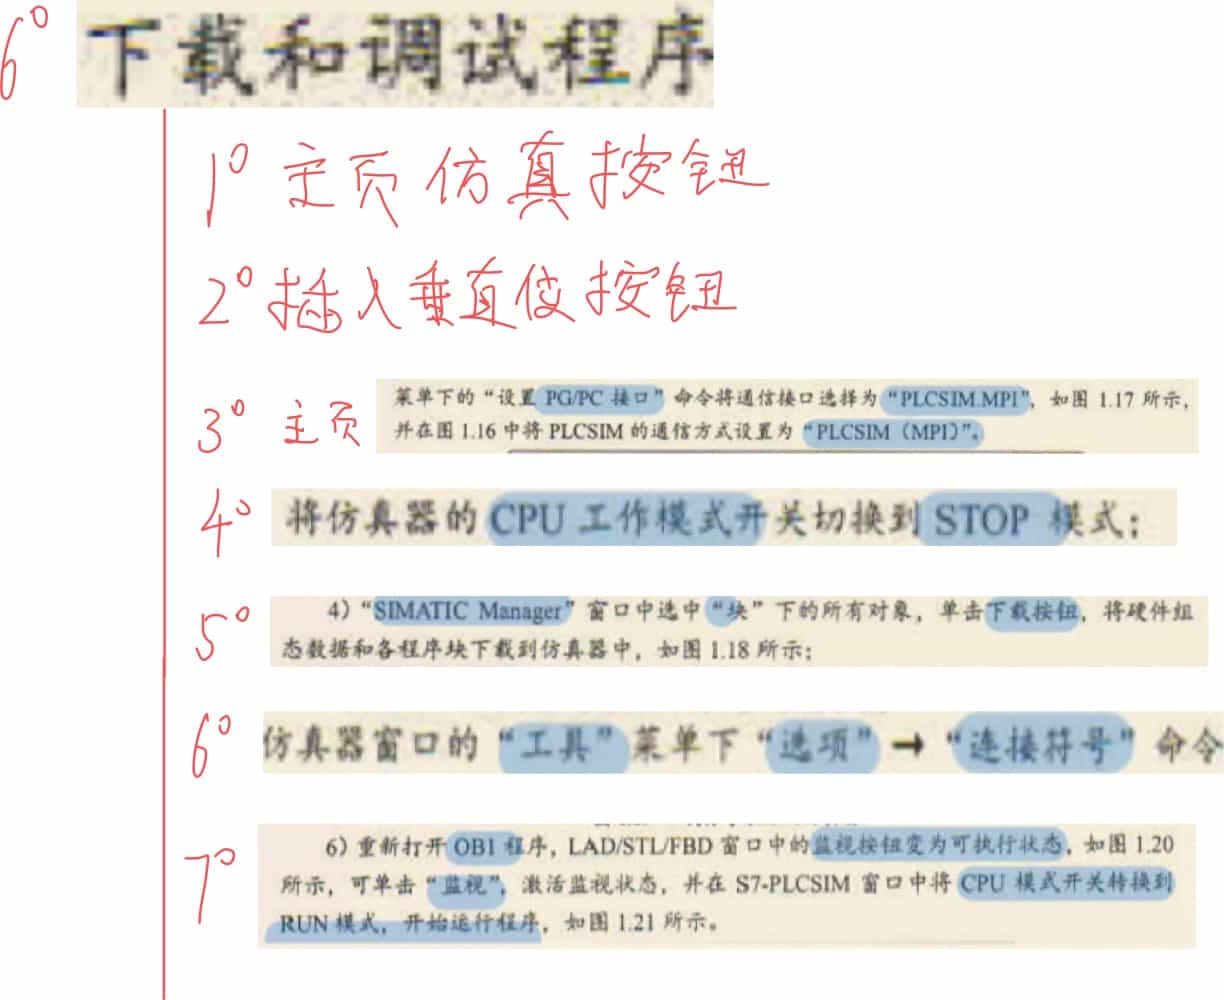 6° 下载和调试程序
1° 主页仿真按钮
2° 插入垂直位按钮
3° 主页 菜单下的“设置 PG/PC 接口”命令将通信接口选择为“PLCSIM.MPI”，如图 1.17 所示，
并在图 1.16 中将 PLCSIM 的通信方式设置为“PLCSIM（MPI）”。
4° 将仿真器的 CPU 工作模式开关切换到 STOP 模式；
5° 4）“SIMATIC Manager”窗口中选中“块”下的所有对象，单击下载按钮，将硬件组
态数据和各程序块下载到仿真器中，如图 1.18 所示；
6° 仿真器窗口的“工具”菜单下“选项”→“连接符号”命令
7° 6）重新打开 OB1 程序，LAD/STL/FBD 窗口中的监视按钮变为可执行状态，如图 1.20
所示，可单击“监视”，激活监视状态，并在 S7-PLCSIM 窗口中将 CPU 模式开关转换到
RUN 模式，开始运行程序，如图 1.21 所示。